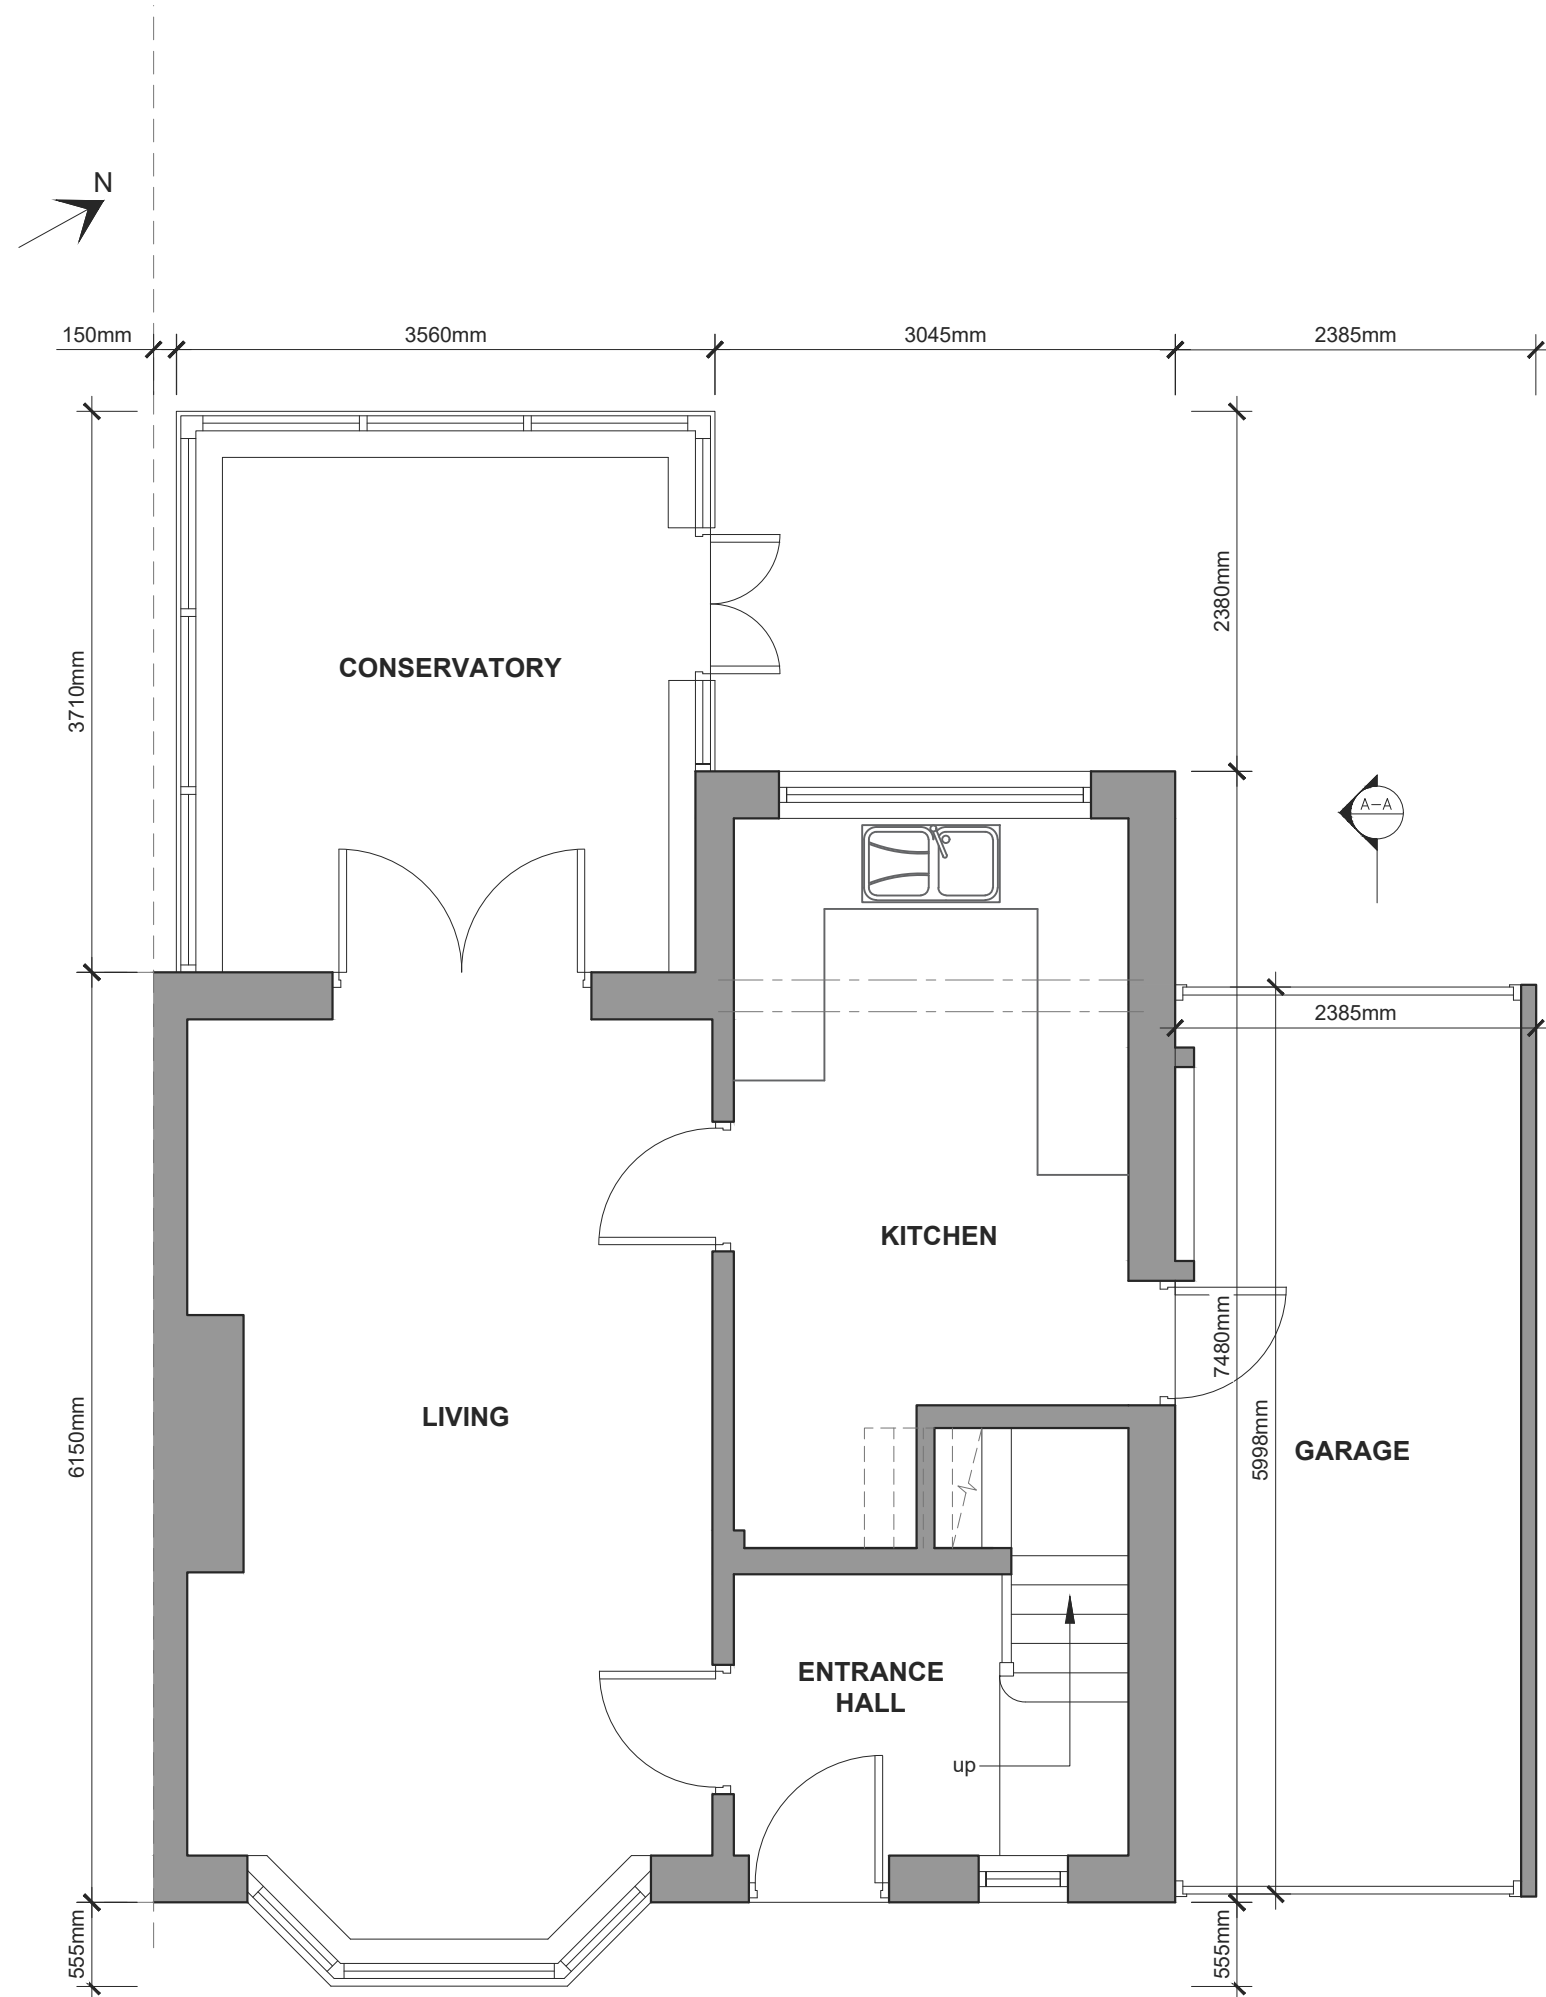 N
150mm
3560mm
3045mm
2385mm
2380mm
CONSERVATORY
3710mm
A-A
2385mm
KITCHEN
7480mm
LIVING
6150mm
5998mm
GARAGE
ENTRANCE
HALL
up
555mm
555mm